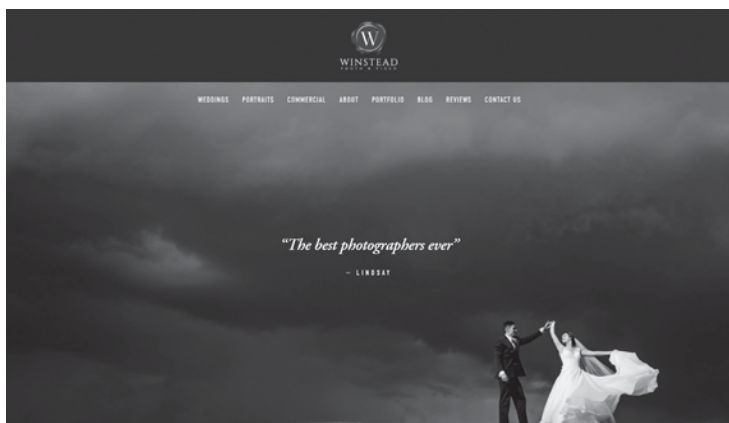 W
WINSTEAD
PHOTO & VIDEO
WEDDINGS PORTRAITS COMMERCIAL ABOUT PORTFOLIO BLOG REVIEWS CONTACT US
“The best photographers ever”
– LINDSAY